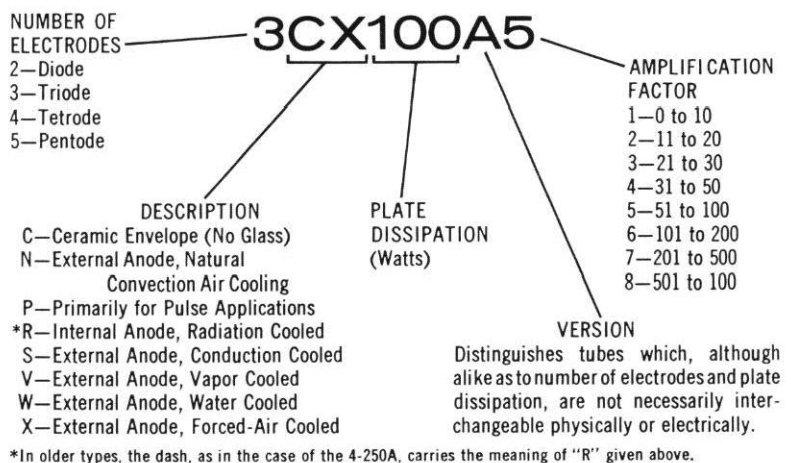 NUMBER OF
ELECTRODES
2—Diode
3—Triode
4—Tetrode
5—Pentode
3CX100A5
AMPLIFICATION
FACTOR
1—0 to 10
2—11 to 20
3—21 to 30
4—31 to 50
5—51 to 100
6—101 to 200
7—201 to 500
8—501 to 100
DESCRIPTION
C—Ceramic Envelope (No Glass)
N—External Anode, Natural
Convection Air Cooling
P—Primarily for Pulse Applications
*R—Internal Anode, Radiation Cooled
S—External Anode, Conduction Cooled
V—External Anode, Vapor Cooled
W—External Anode, Water Cooled
X—External Anode, Forced-Air Cooled
PLATE
DISSIPATION
(Watts)
VERSION
Distinguishes tubes which, although
alike as to number of electrodes and plate
dissipation, are not necessarily inter-
changeable physically or electrically.
*In older types, the dash, as in the case of the 4-250A, carries the meaning of "R" given above.